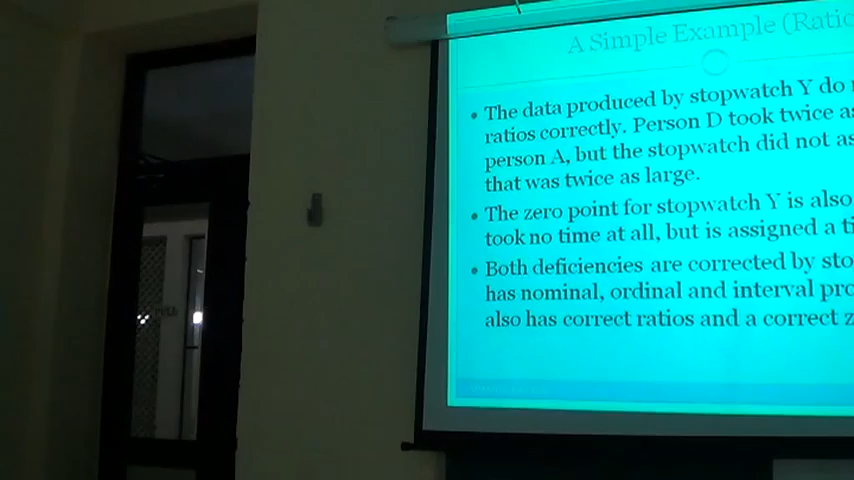 A Simple Example (Ratio
The data produced by stopwatch Y do
ratios correctly. Person D took twice as
person A, but the stopwatch did not as
that was twice as large.
The zero point for stopwatch Y is also
took no time at all, but is assigned a ti
Both deficiencies are corrected by sto
has nominal, ordinal and interval pro
also has correct ratios and a correct z